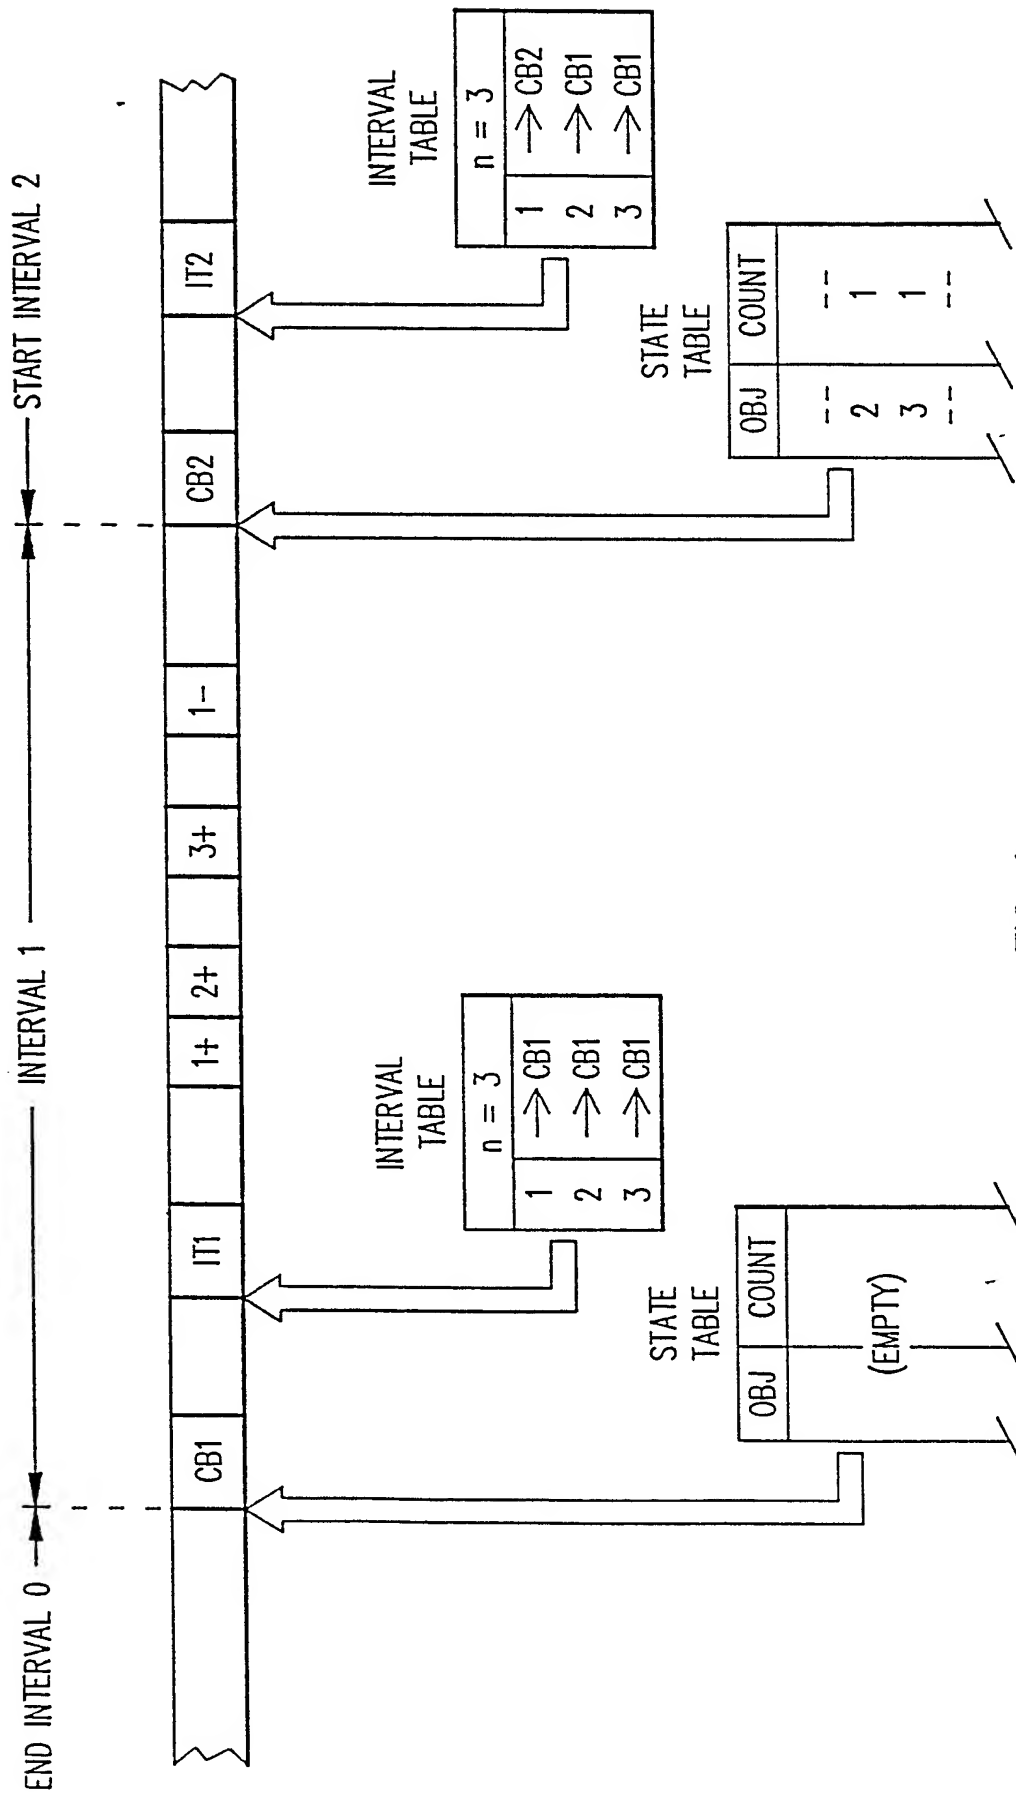 END INTERVAL 0
INTERVAL 1
START INTERVAL 2
CB1
IT1
1+
2+
3+
1-
CB2
IT2
STATE
TABLE
OBJ COUNT
(EMPTY)
INTERVAL
TABLE
n = 3
1 → CB1
2 → CB1
3 → CB1
STATE
TABLE
OBJ COUNT
-- --
2 1
3 1
-- --
INTERVAL
TABLE
n = 3
1 → CB2
2 → CB1
3 → CB1